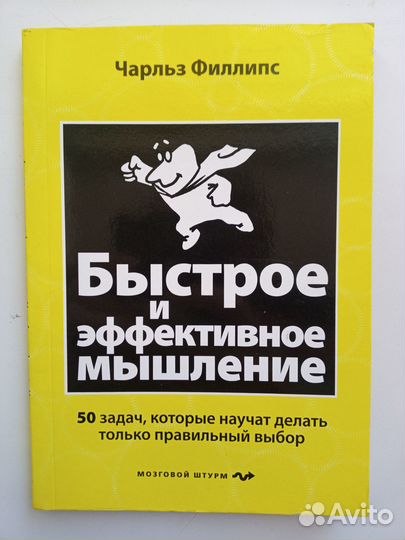 Чарльз Филлипс
Быстрое
и
эффективное
мышление
50 задач, которые научат делать
только правильный выбор
МОЗГОВОЙ ШТУРМ
Avito